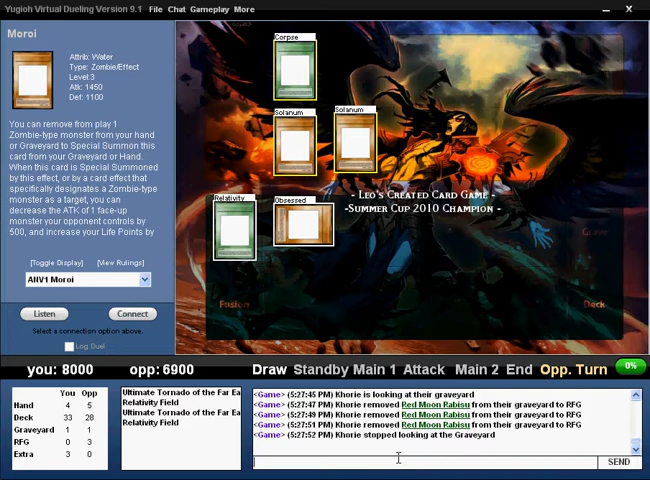 Yugioh Virtual Dueling Version 9.1 File Chat Gameplay More
Moroi
Attrib: Water
Type: Zombie/Effect
Level:3
Atk: 1450
Def: 1100
You can remove from play 1
Zombie-type monster from your hand
or Graveyard to Special Summon
this card from your Graveyard or Hand.
When this card is Special Summoned
by this effect, or by a card effect that
specifically designates a Zombie-type
monster as a target, you can
decrease the ATK of 1 face-up
monster your opponent controls by
500, and increase your Life Points by
[Toggle Display] [View Rulings]
ANV1 Moroi
Listen Connect
Select a connection option above.
Log Duel
Corpse
Solanum
Solanum
Relativity
Obsessed
- Leo's Created Card Game -
-Summer Cup 2010 Champion -
Grave
Fusion
Deck
you: 8000 opp: 6900 Draw Standby Main 1 Attack Main 2 End Opp. Turn 0%
You Opp
Hand 4 5
Deck 33 28
Graveyard 1 1
RFG 0 3
Extra 3 0
Ultimate Tornado of the Far Ea
Relativity Field
Ultimate Tornado of the Far Ea
Relativity Field
<Game> (5:27:45 PM) Khorie is looking at their graveyard
<Game> (5:27:47 PM) Khorie removed Red Moon Rabisu from their graveyard to RFG
<Game> (5:27:49 PM) Khorie removed Red Moon Rabisu from their graveyard to RFG
<Game> (5:27:51 PM) Khorie removed Red Moon Rabisu from their graveyard to RFG
<Game> (5:27:52 PM) Khorie stopped looking at the Graveyard
SEND